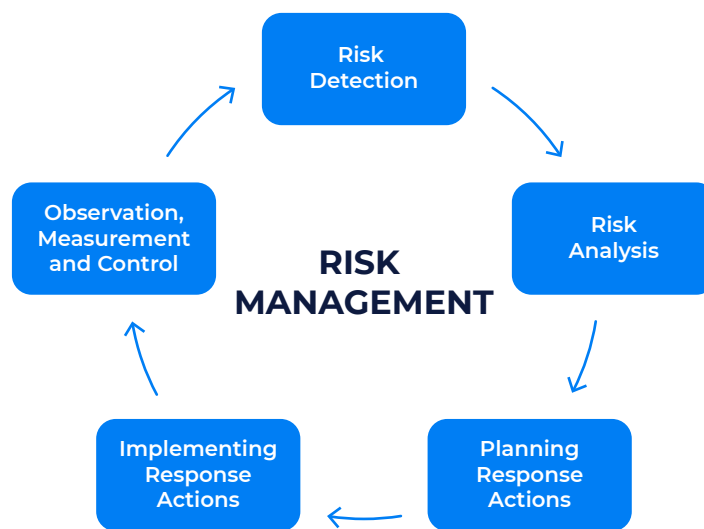 Risk
Detection
Observation,
Measurement
and Control
Risk
Analysis
RISK
MANAGEMENT
Implementing
Response
Actions
Planning
Response
Actions